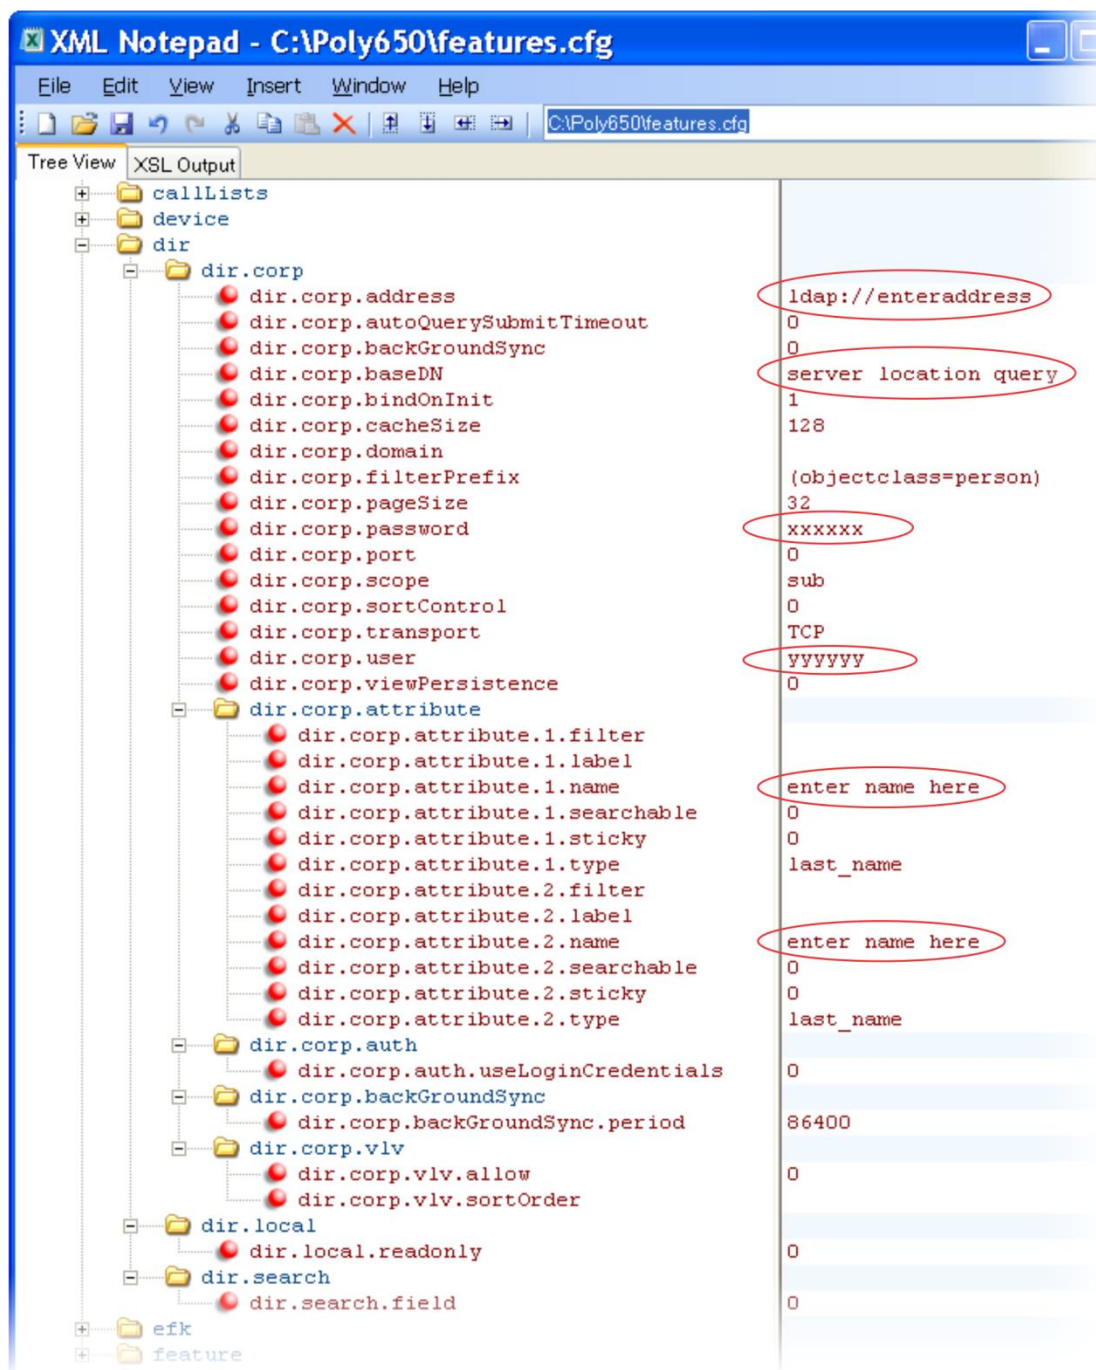 XML Notepad - C:\Poly650\features.cfg
File Edit View Insert Window Help
C:\Poly650\features.cfg
Tree View XSL Output
callLists
device
dir
dir.corp
dir.corp.address ldap://enteraddress
dir.corp.autoQuerySubmitTimeout 0
dir.corp.backGroundSync 0
dir.corp.baseDN server location query
dir.corp.bindOnInit 1
dir.corp.cacheSize 128
dir.corp.domain
dir.corp.filterPrefix (objectclass=person)
dir.corp.pageSize 32
dir.corp.password xxxxxx
dir.corp.port 0
dir.corp.scope sub
dir.corp.sortControl 0
dir.corp.transport TCP
dir.corp.user yyyyyy
dir.corp.viewPersistence 0
dir.corp.attribute
dir.corp.attribute.1.filter
dir.corp.attribute.1.label
dir.corp.attribute.1.name enter name here
dir.corp.attribute.1.searchable 0
dir.corp.attribute.1.sticky 0
dir.corp.attribute.1.type last_name
dir.corp.attribute.2.filter
dir.corp.attribute.2.label
dir.corp.attribute.2.name enter name here
dir.corp.attribute.2.searchable 0
dir.corp.attribute.2.sticky 0
dir.corp.attribute.2.type last_name
dir.corp.auth
dir.corp.auth.useLoginCredentials 0
dir.corp.backGroundSync
dir.corp.backGroundSync.period 86400
dir.corp.vlv
dir.corp.vlv.allow 0
dir.corp.vlv.sortOrder
dir.local
dir.local.readonly 0
dir.search
dir.search.field 0
efk
feature